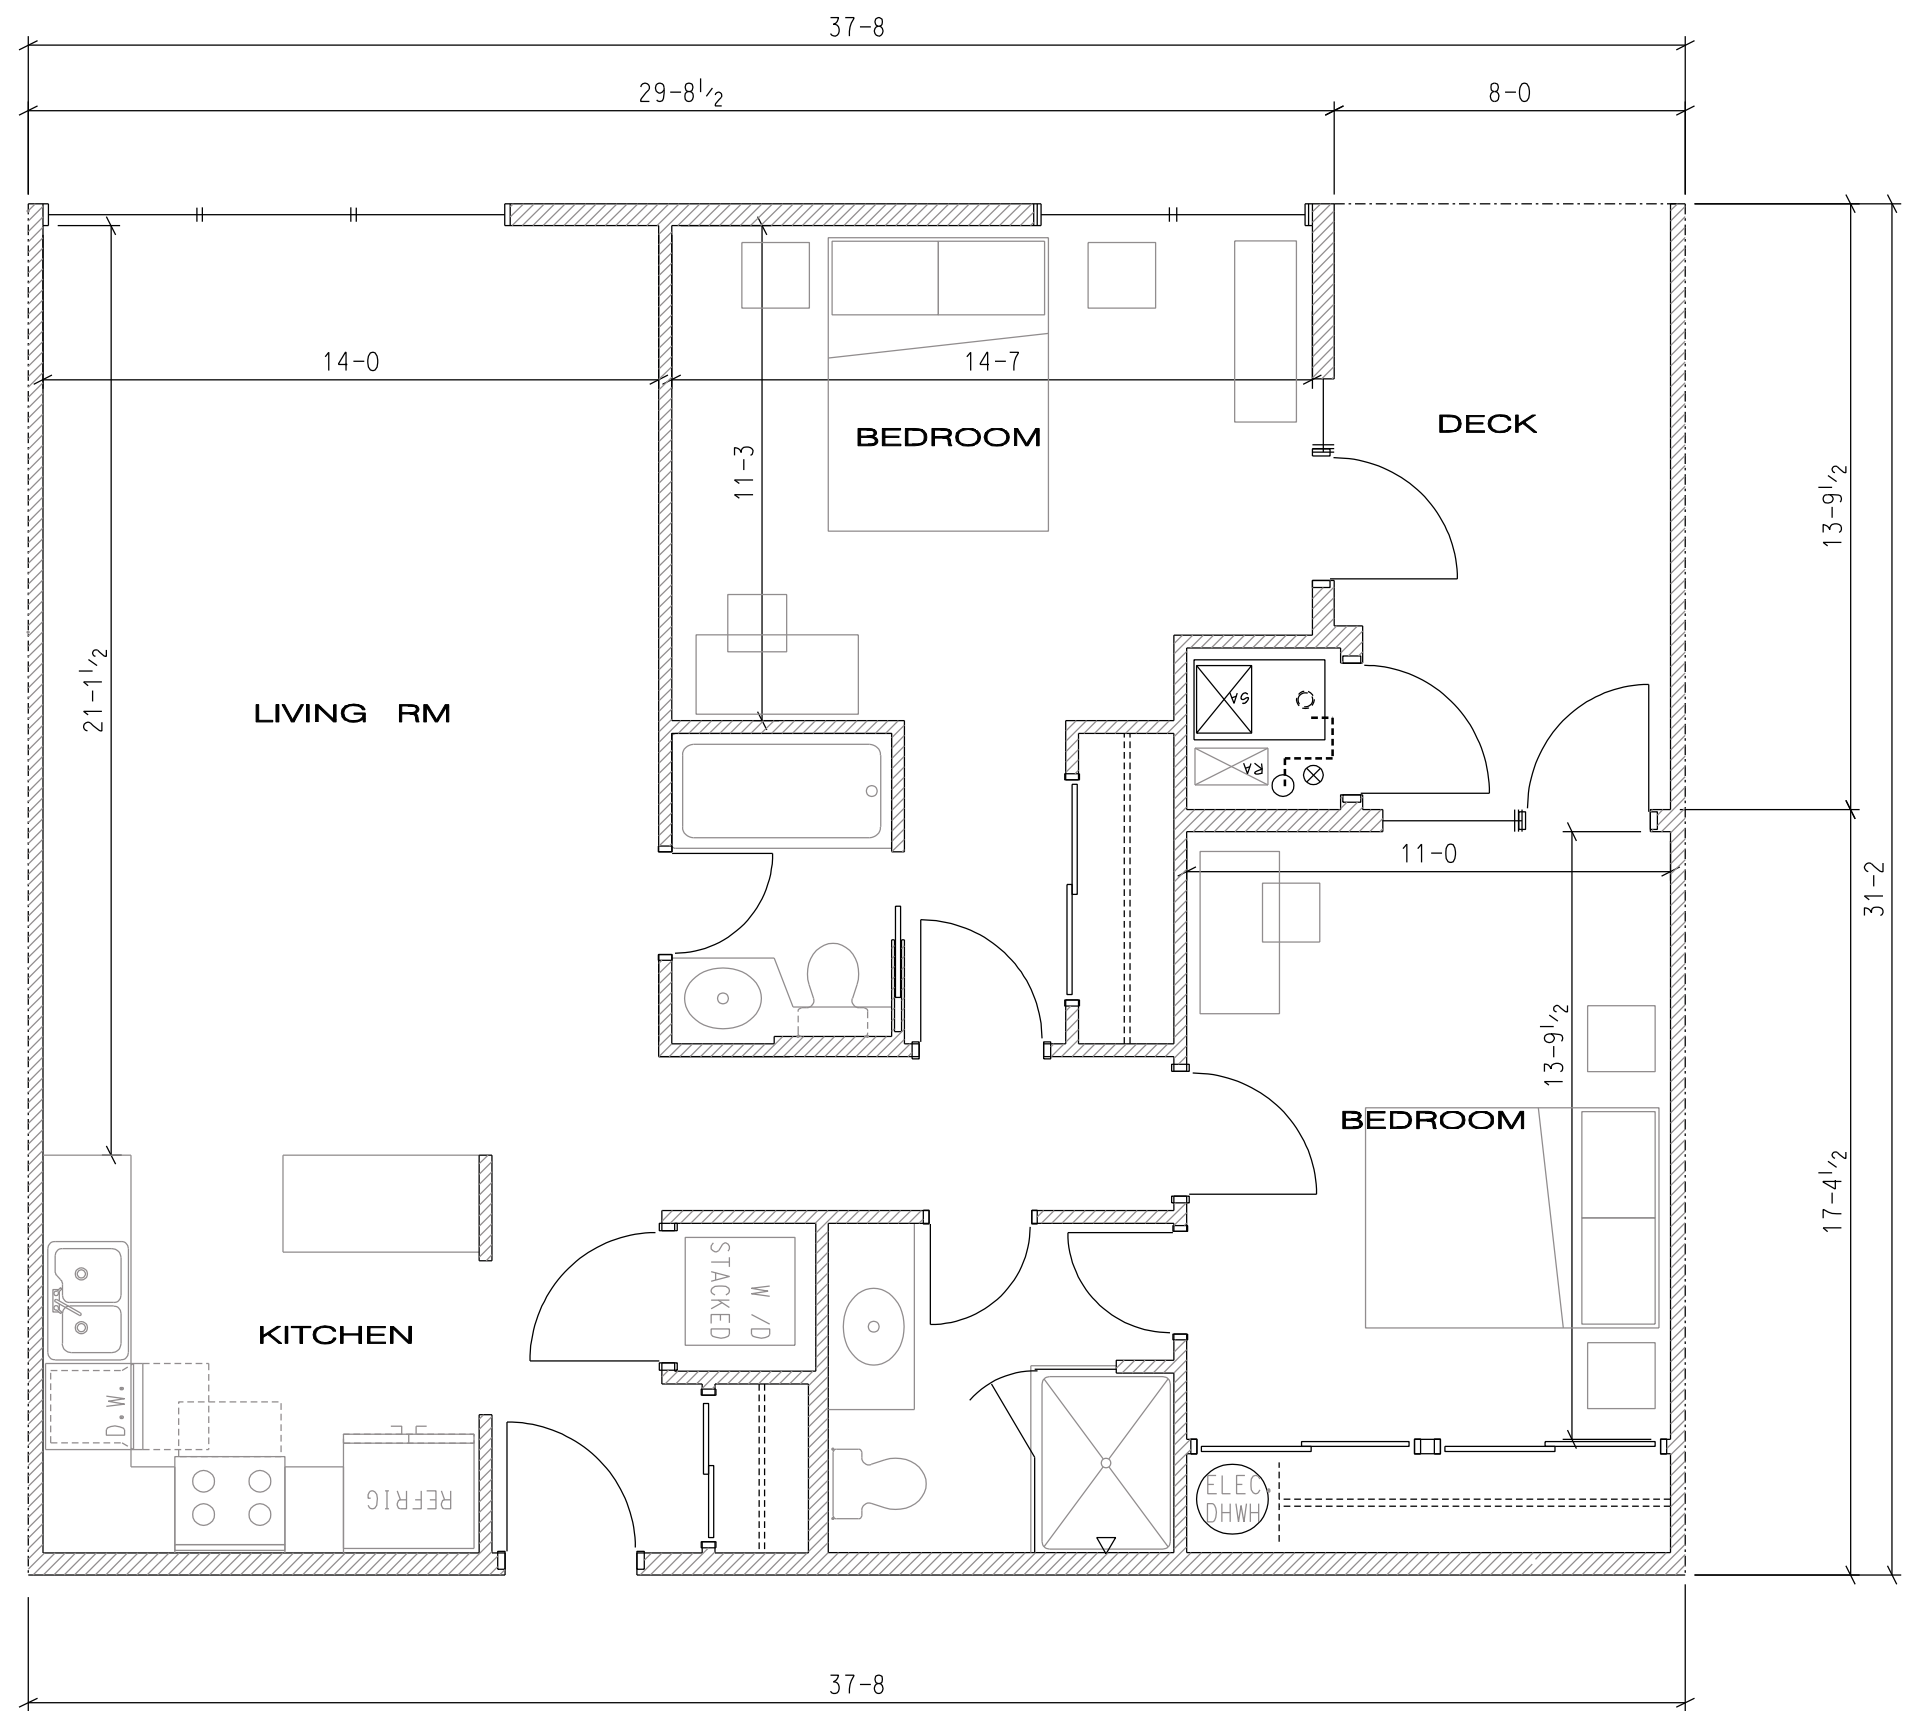 37-8
29-8 1/2
8-0
14-0
14-7
BEDROOM
DECK
11-3
13-9 1/2
21-1 1/2
LIVING RM
SA
RA
11-0
31-2
13-9 1/2
BEDROOM
17-4 1/2
STACKED
W/D
KITCHEN
D.W.
REFRIG
ELEC.
DHWH
37-8